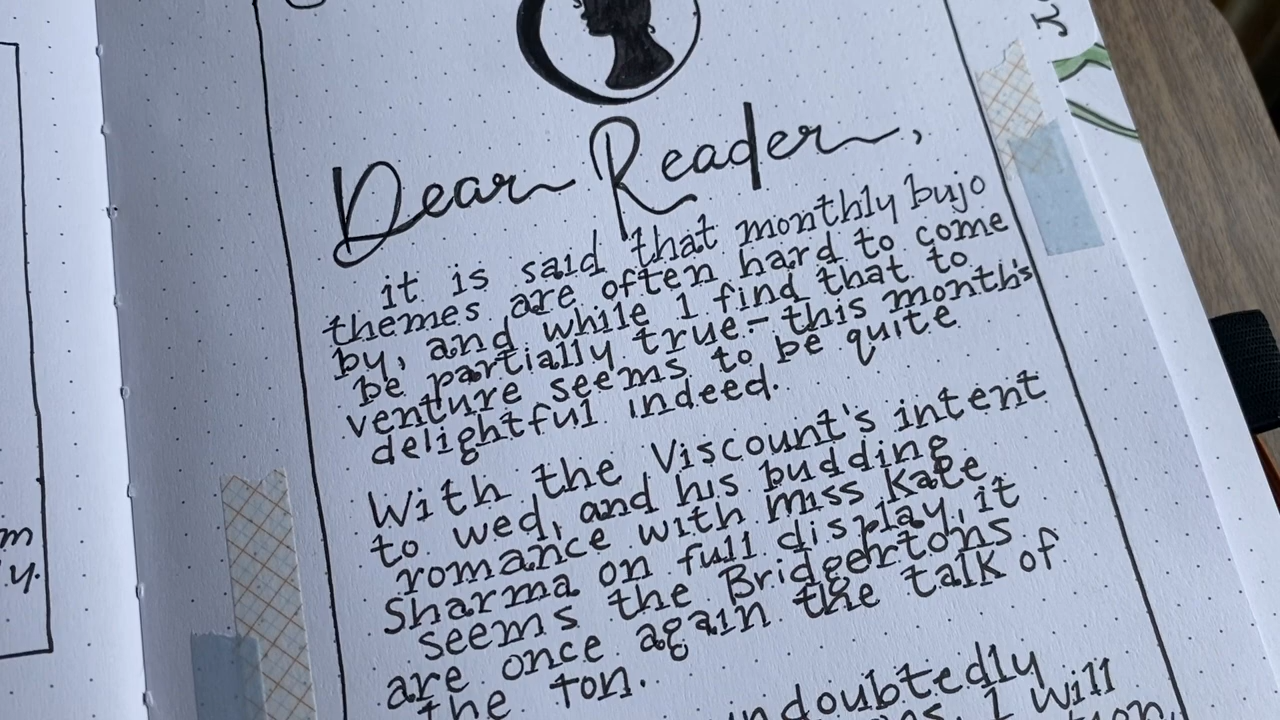 Dear Reader,
it is said that monthly bujo
themes are often hard to come
by, and while I find that to
be partially true - this month's
venture seems to be quite
delightful indeed.
With the Viscount's intent
to wed, and his budding
romance with miss Kate
Sharma on full display, it
seems the Bridgertons
are once again the talk of
the ton.
undoubtedly
I will
m
y.